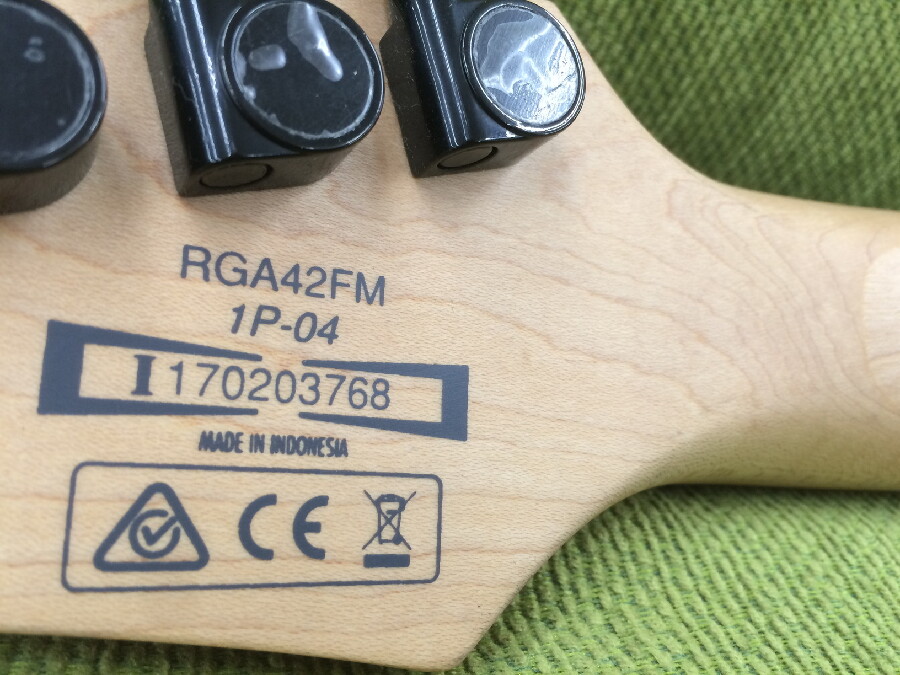 RGA42FM
1P-04
I170203768
MADE IN INDONESIA
CE